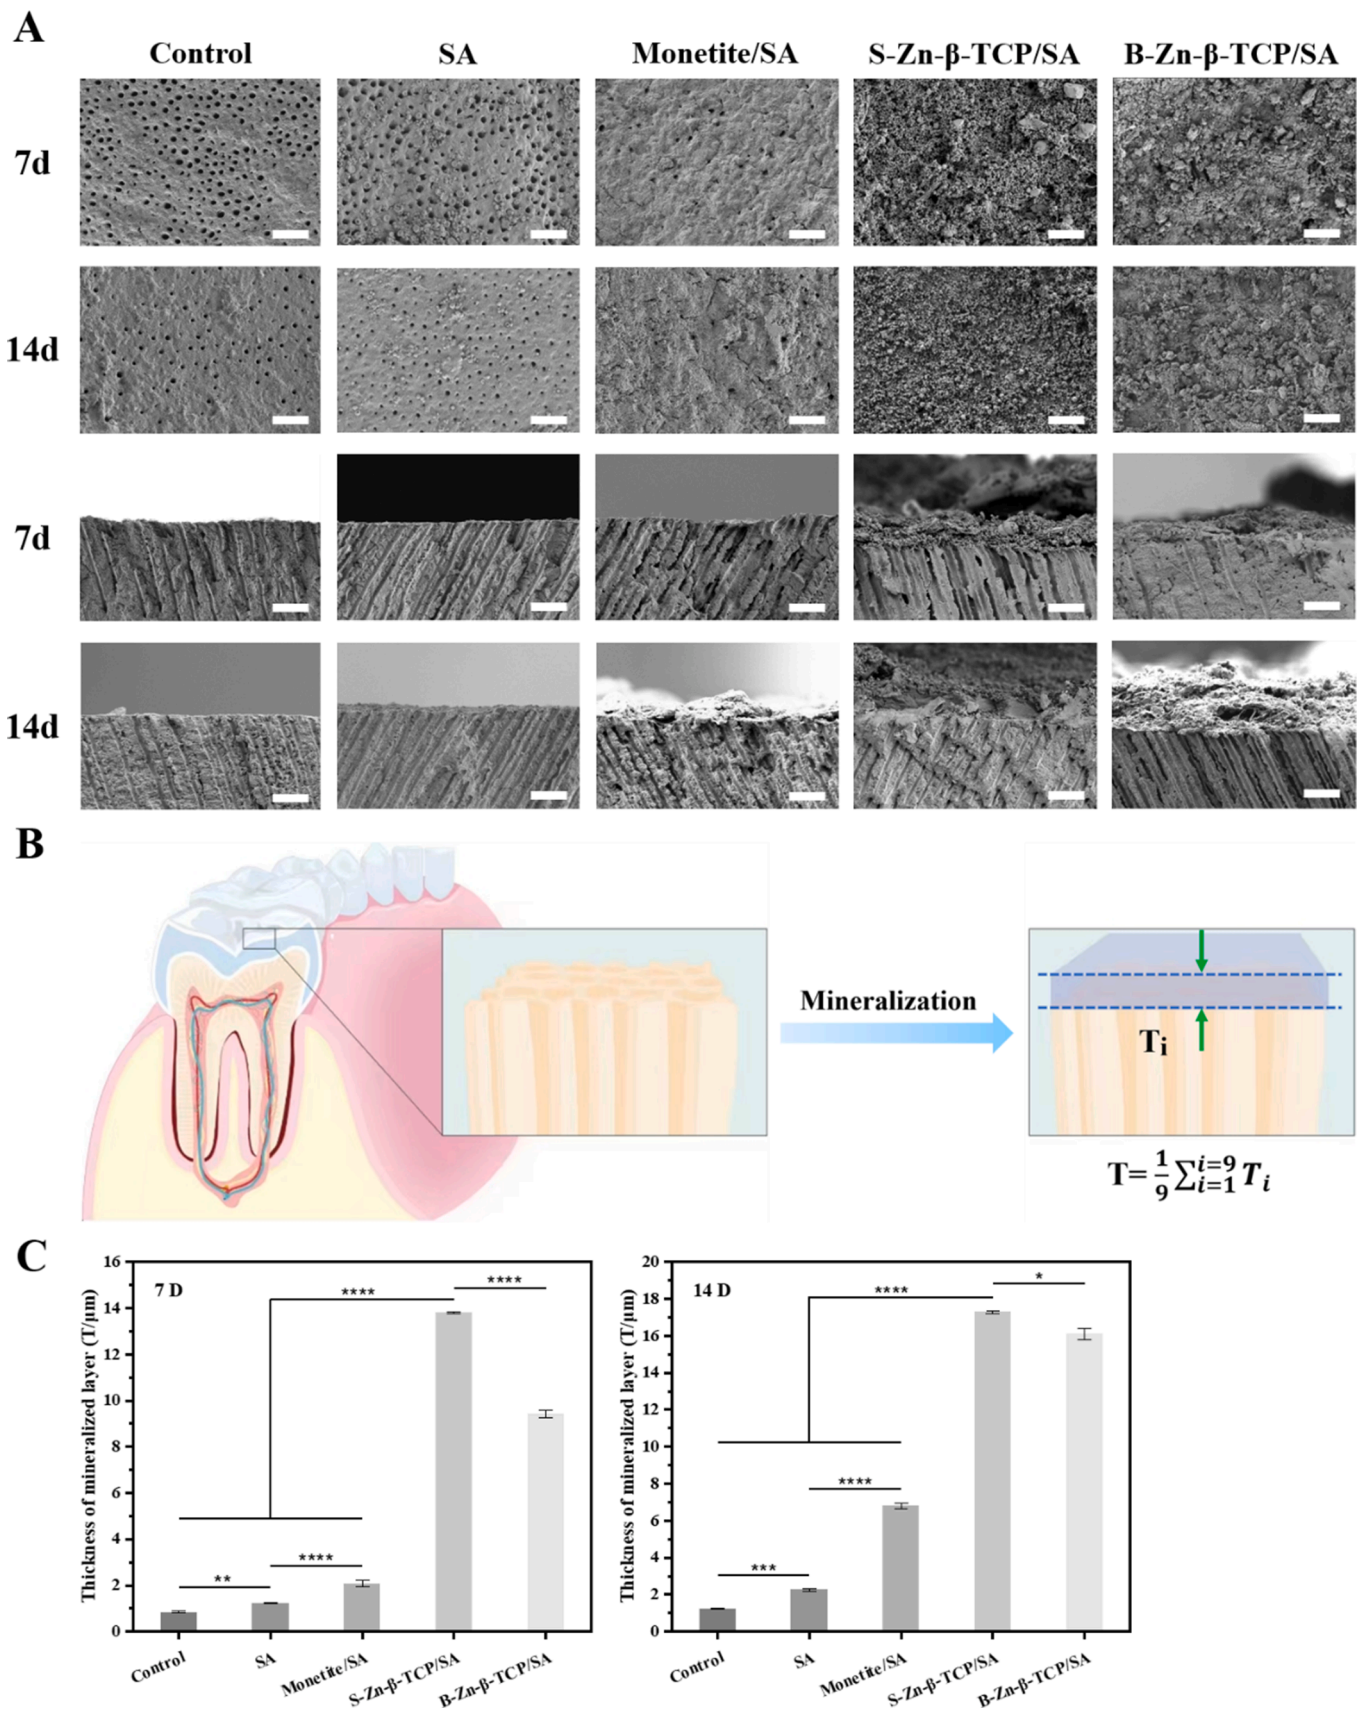 A
Control SA Monetite/SA S-Zn-β-TCP/SA B-Zn-β-TCP/SA
7d
14d
7d
14d
B
Mineralization
Ti
T= 1/9 ∑ i=9 i=1 Ti
C
16
14
12
10
8
6
4
2
0
Thickness of mineralized layer (T/μm)
7 D
**
****
****
****
Control
SA
Monetite/SA
S-Zn-β-TCP/SA
B-Zn-β-TCP/SA
20
18
16
14
12
10
8
6
4
2
0
Thickness of mineralized layer (T/μm)
14 D
***
****
****
*
Control
SA
Monetite/SA
S-Zn-β-TCP/SA
B-Zn-β-TCP/SA